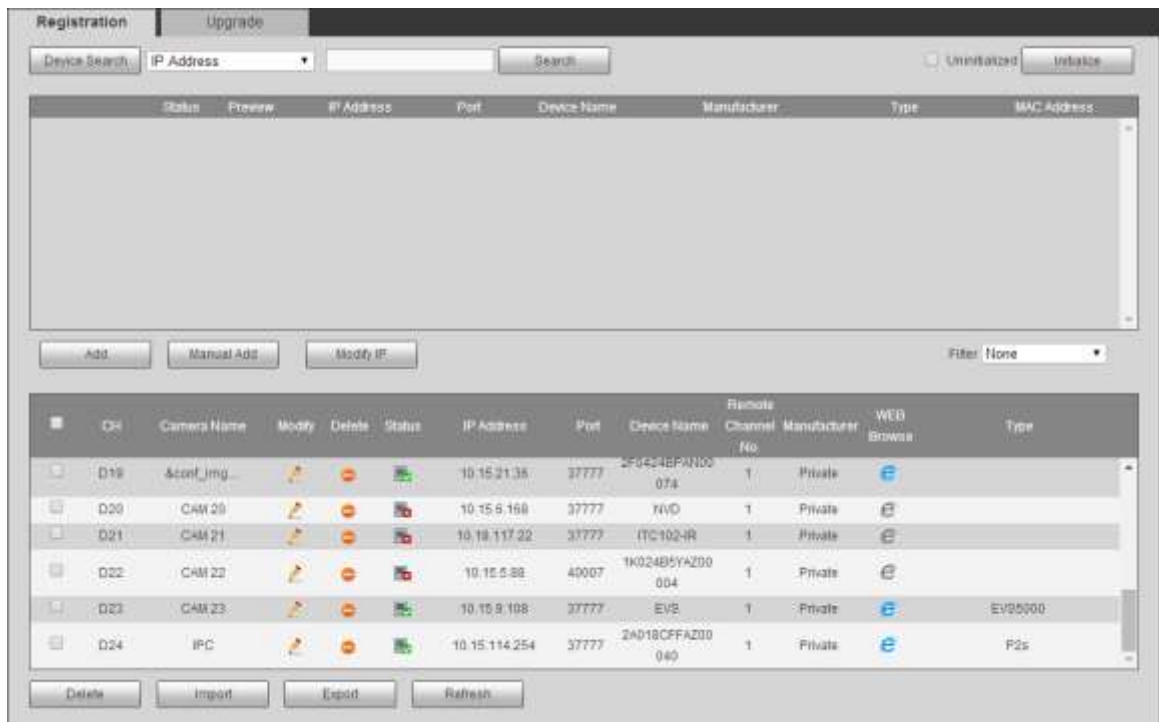 Registration Upgrade
Device Search IP Address Search Uninitialized Initialize
Status Preview IP Address Port Device Name Manufacturer Type MAC Address
Add Manual Add Modify IP Filter None
CH Camera Name Modify Delete Status IP Address Port Device Name Remote Channel No. Manufacturer WEB Browse Type
D19 &conf_img... 10.15.21.35 37777 074 1 Private
D20 CAM 20 10.15.6.168 37777 NVD 1 Private
D21 CAM 21 10.18.117.22 37777 ITC102-IR 1 Private
D22 CAM 22 10.15.5.88 40007 1K024B5YAZ00004 1 Private
D23 CAM 23 10.15.9.108 37777 EVS 1 Private EVS5000
D24 IPC 10.15.114.254 37777 2A018CFFAZ00040 1 Private P2s
Delete Import Export Refresh